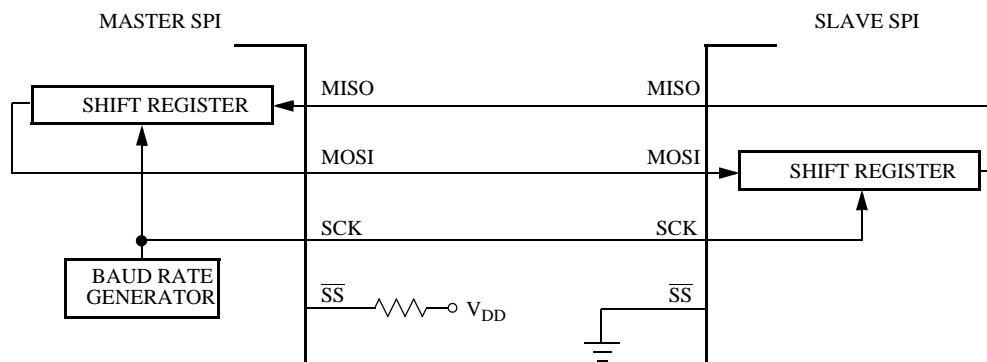 MASTER SPI
SLAVE SPI
MISO
MISO
SHIFT REGISTER
MOSI
MOSI
SHIFT REGISTER
SCK
SCK
BAUD RATE
GENERATOR
SS
V_DD
SS